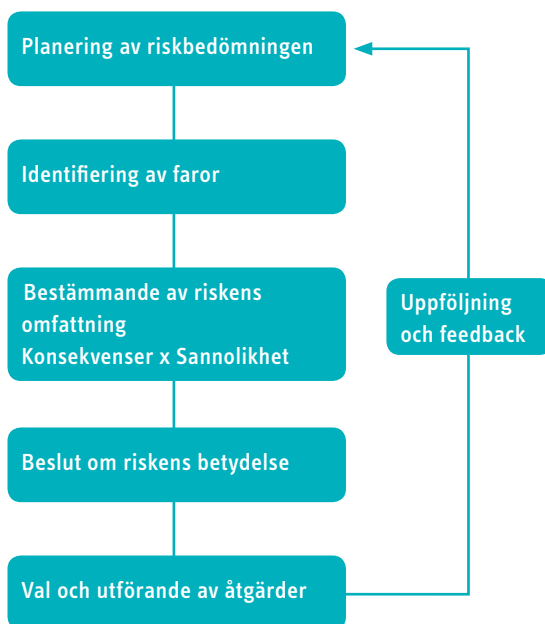 Planering av riskbedömningen
Identifiering av faror
Bestämmande av riskens
omfattning
Konsekvenser x Sannolikhet
Uppföljning
och feedback
Beslut om riskens betydelse
Val och utförande av åtgärder